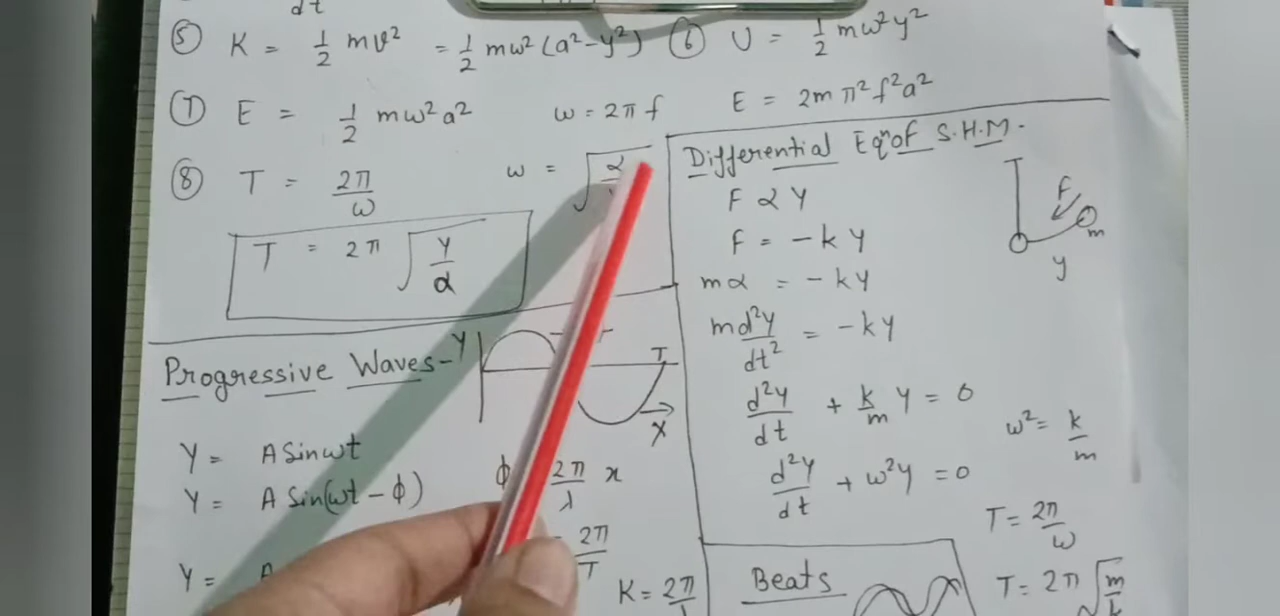 dt
⑤ K = 1/2 mv² = 1/2 mω² (a²-y²) ⑥ U = 1/2 mω²y²
⑦ E = 1/2 mω²a² ω = 2πf E = 2mπ²f²a²
⑧ T = 2π/ω ω = √α/
T = 2π √Y/α
Progressive Waves-
Y
T
X
Y = A Sinωt
Y = A Sin(ωt - ϕ) ϕ 2π/λ x
Y = 2π/T
K = 2π/
Differential Eqⁿ of S.H.M.
F α Y
F = -kY
mα = -kY
md²Y/dt² = -kY
d²Y/dt + k/m Y = 0
ω² = k/m
d²Y/dt + ω²Y = 0
T = 2π/ω
T = 2π √m/k
F
m
y
Beats